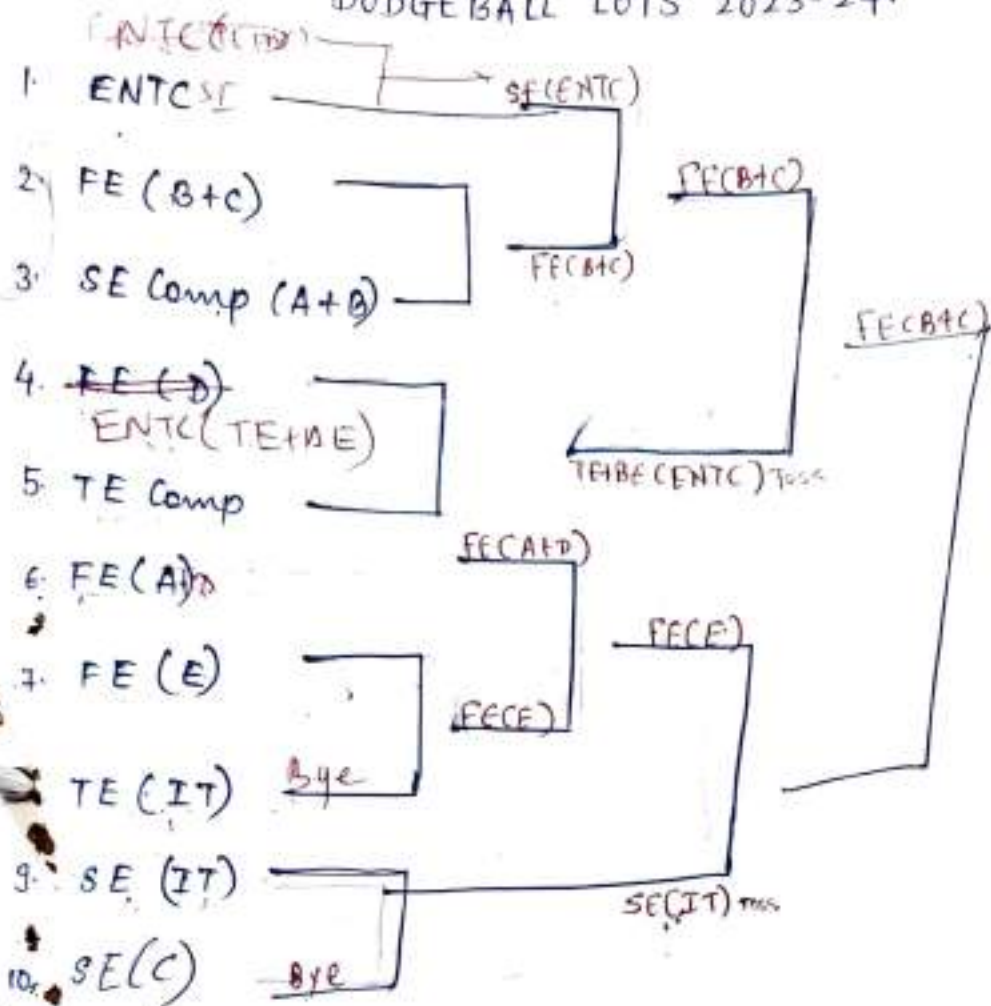 DODGEBALL LOTS 2023-24.
1. ENTC SE
SE(ENTC)
2. FE (B+C)
FE(B+C)
FE(B+C)
3. SE Comp (A+B)
FE(B+C)
4. FE (D)
ENTC (TE+BE)
TE+BE (ENTC) Toss
5. TE Comp
FE(A+D)
6. FE(A)+D
FE(E)
7. FE (E)
FE(E)
TE (IT) Bye
9. SE (IT)
SE(IT) Toss
10. SE(C) Bye